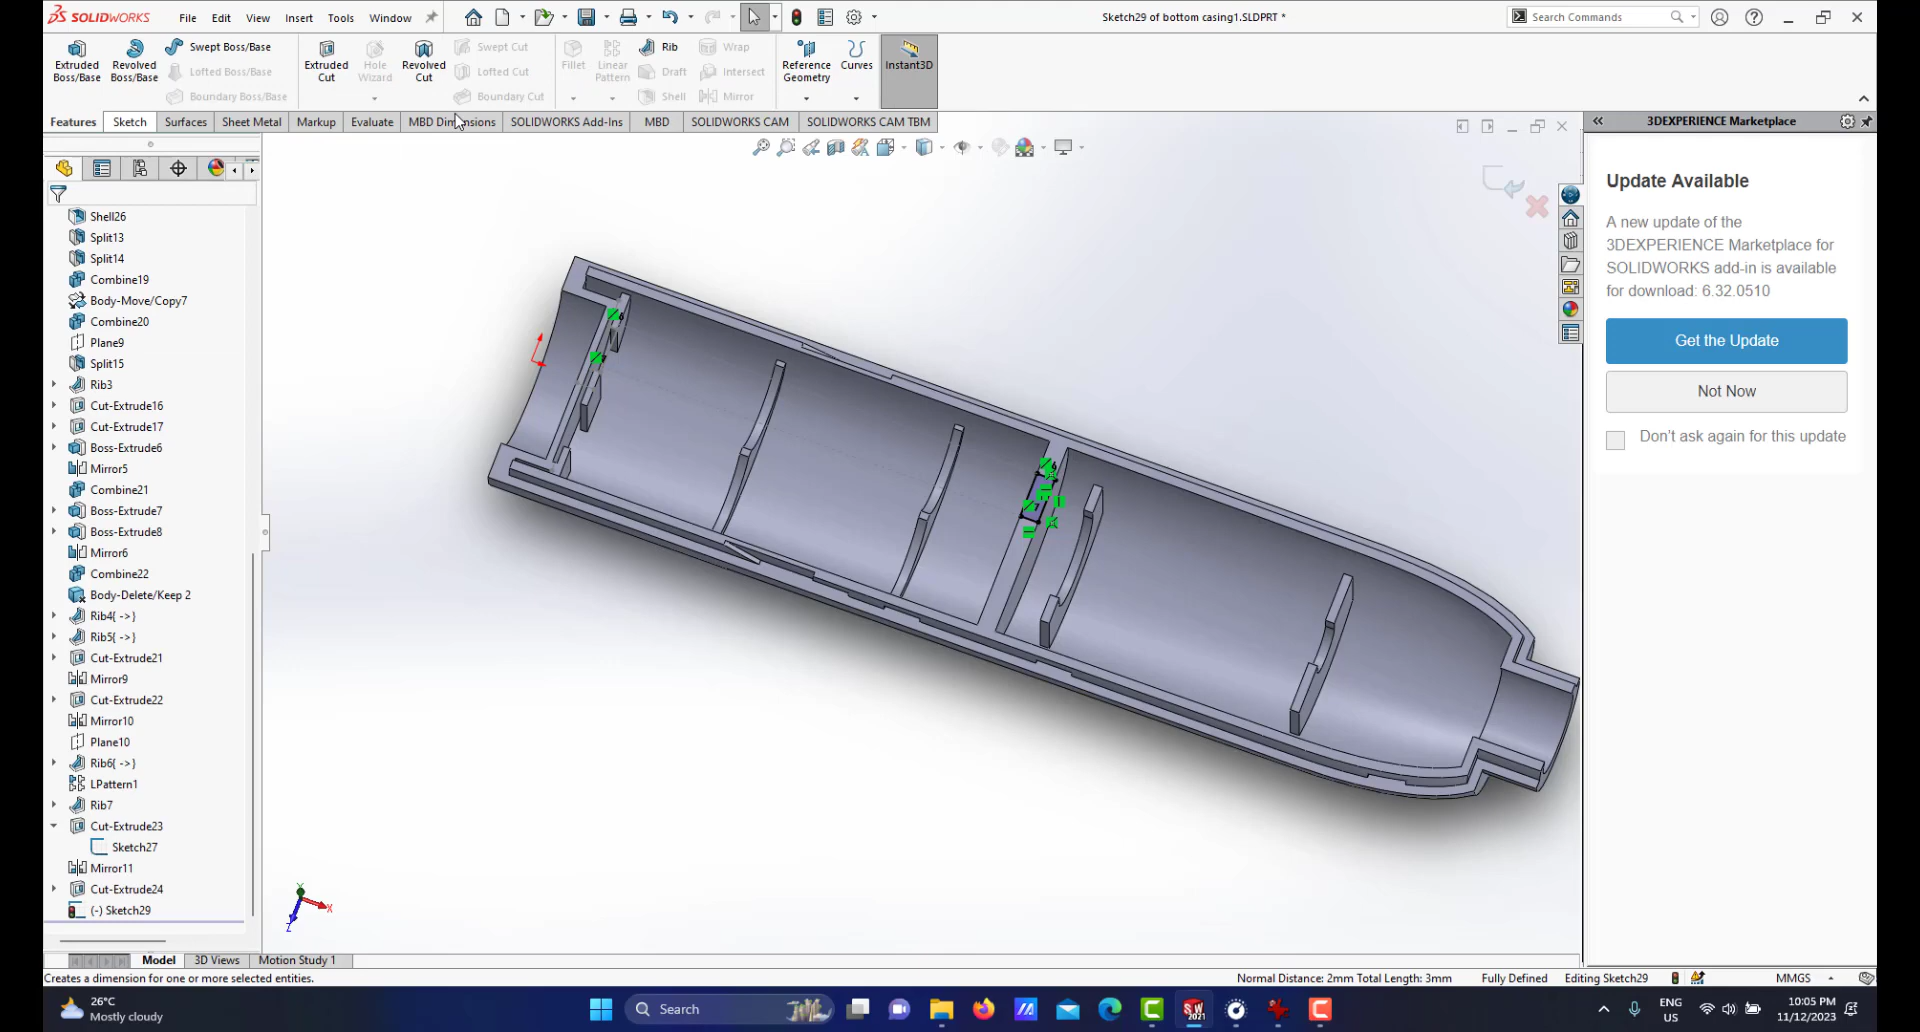 SOLIDWORKS
File Edit View Insert Tools Window
Sketch29 of bottom casing1.SLDPRT *
Search Commands
Extruded Boss/Base
Revolved Boss/Base
Swept Boss/Base
Lofted Boss/Base
Boundary Boss/Base
Extruded Cut
Hole Wizard
Revolved Cut
Swept Cut
Lofted Cut
Boundary Cut
Fillet
Linear Pattern
Rib
Draft
Shell
Wrap
Intersect
Mirror
Reference Geometry
Curves
Instant3D
Features Sketch Surfaces Sheet Metal Markup Evaluate MBD Dimensions SOLIDWORKS Add-Ins MBD SOLIDWORKS CAM SOLIDWORKS CAM TBM
Shell26
Split13
Split14
Combine19
Body-Move/Copy7
Combine20
Plane9
Split15
Rib3
Cut-Extrude16
Cut-Extrude17
Boss-Extrude6
Mirror5
Combine21
Boss-Extrude7
Boss-Extrude8
Mirror6
Combine22
Body-Delete/Keep 2
Rib4{ ->}
Rib5{ ->}
Cut-Extrude21
Mirror9
Cut-Extrude22
Mirror10
Plane10
Rib6{ ->}
LPattern1
Rib7
Cut-Extrude23
Sketch27
Mirror11
Cut-Extrude24
(-) Sketch29
Y
X
Z
3DEXPERIENCE Marketplace
Update Available
A new update of the
3DEXPERIENCE Marketplace for
SOLIDWORKS add-in is available
for download: 6.32.0510
Get the Update
Not Now
Don't ask again for this update
Model 3D Views Motion Study 1
Creates a dimension for one or more selected entities.
Normal Distance: 2mm Total Length: 3mm Fully Defined Editing Sketch29 MMGS
26°C
Mostly cloudy
Search
SW
2021
ENG
US
10:05 PM
11/12/2023